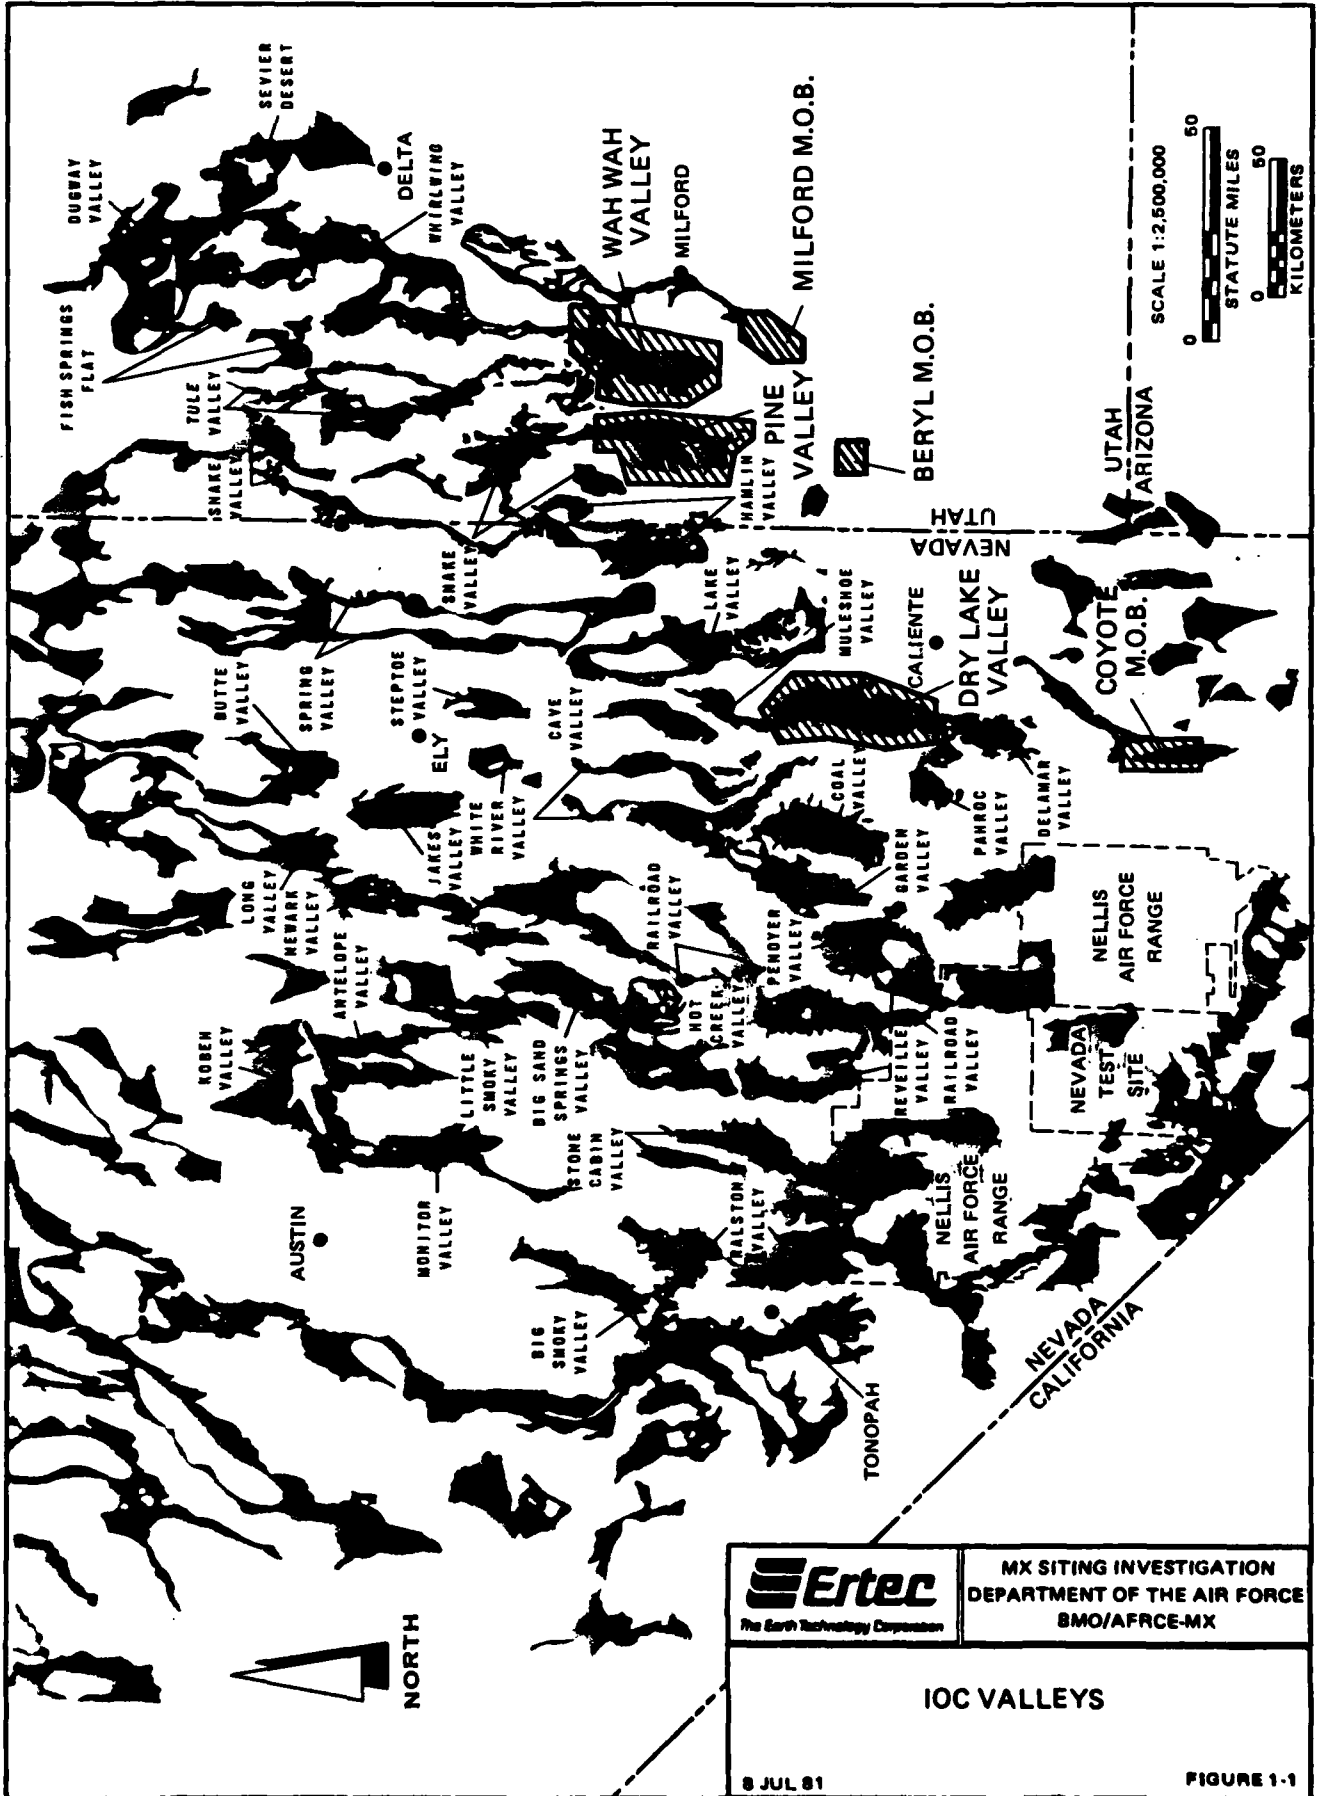 SEVIER
DESERT
DUGWAY
VALLEY
DELTA
WHIRLWIND
VALLEY
FISH SPRINGS
FLAT
TULE
VALLEY
SNAKE
VALLEY
WAH WAH
VALLEY
MILFORD
MILFORD M.O.B.
PINE
VALLEY
BERYL M.O.B.
HAMLIN
VALLEY
SNAKE
VALLEY
UTAH
NEVADA
UTAH
ARIZONA
SCALE 1:2,500,000
0
50
STATUTE MILES
0
50
KILOMETERS
BUTTE
VALLEY
SPRING
VALLEY
STEPTOE
VALLEY
ELY
CAVE
VALLEY
LAKE
VALLEY
MULESHOE
VALLEY
CALIENTE
DRY LAKE
VALLEY
COYOTE
M.O.B.
JAKES
VALLEY
WHITE
RIVER
VALLEY
COAL
VALLEY
PAHROC
VALLEY
DELAMAR
VALLEY
GARDEN
VALLEY
LONG
VALLEY
NEWARK
VALLEY
ANTELOPE
VALLEY
RAILROAD
VALLEY
PENOYER
VALLEY
HOT
CREEK
VALLEY
KOBEH
VALLEY
LITTLE
SMOKY
VALLEY
BIG SAND
SPRINGS
VALLEY
REVEILLE
VALLEY
RAILROAD
VALLEY
NELLIS
AIR FORCE
RANGE
NEVADA
TEST
SITE
STONE
CABIN
VALLEY
RALSTON
VALLEY
NELLIS
AIR FORCE
RANGE
MONITOR
VALLEY
AUSTIN
BIG
SMOKY
VALLEY
TONOPAH
NEVADA
CALIFORNIA
NORTH
Ertec
The Earth Technology Corporation
MX SITING INVESTIGATION
DEPARTMENT OF THE AIR FORCE
BMO/AFRCE-MX
IOC VALLEYS
8 JUL 81
FIGURE 1-1